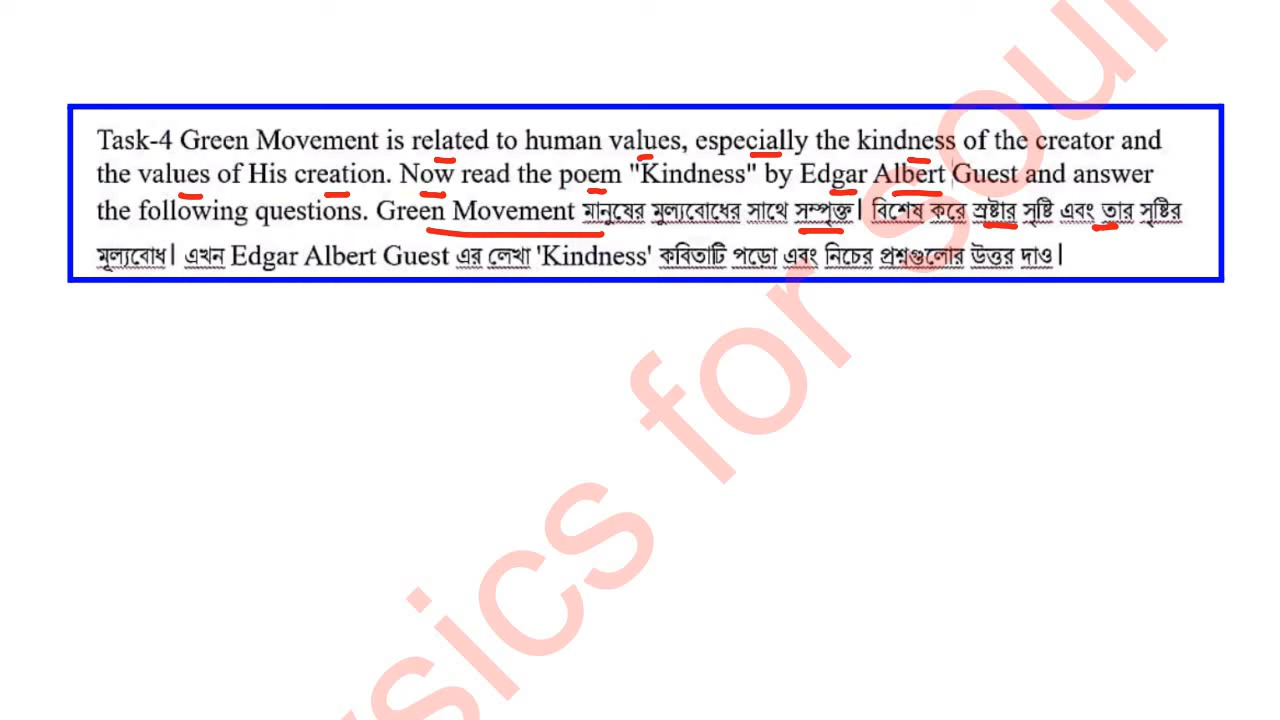 Task-4 Green Movement is related to human values, especially the kindness of the creator and
the values of His creation. Now read the poem "Kindness" by Edgar Albert Guest and answer
the following questions. Green Movement মানুষের মূল্যবোধের সাথে সম্পৃক্ত। বিশেষ করে স্রষ্টার সৃষ্টি এবং তার সৃষ্টির
মূল্যবোধ। এখন Edgar Albert Guest এর লেখা 'Kindness' কবিতাটি পড়ো এবং নিচের প্রশ্নগুলোর উত্তর দাও।
for